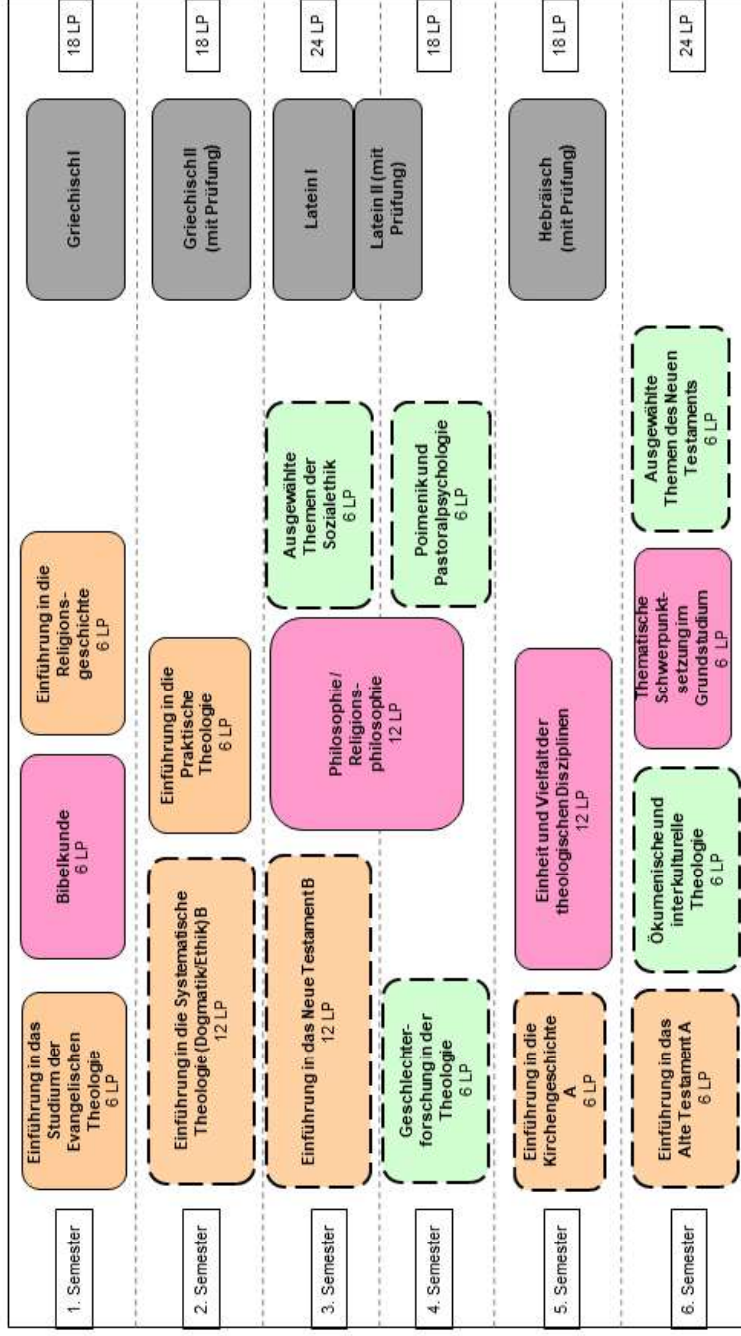 1. Semester
Einführung in das
Studium der
Evangelischen
Theologie
6 LP
Bibelkunde
6 LP
Einführung in die
Religions-
geschichte
6 LP
Griechisch I
18 LP
2. Semester
Einführung in die Systematische
Theologie (Dogmatik/Ethik) B
12 LP
Einführung in die
Praktische
Theologie
6 LP
Griechisch II
(mit Prüfung)
18 LP
3. Semester
Einführung in das Neue Testament B
12 LP
Philosophie/
Religions-
philosophie
12 LP
Ausgewählte
Themen der
Sozialethik
6 LP
Latein I
24 LP
4. Semester
Geschlechter-
forschung in der
Theologie
6 LP
Poimenik und
Pastoralpsychologie
6 LP
Latein II (mit
Prüfung)
18 LP
5. Semester
Einführung in die
Kirchengeschichte
A
6 LP
Einheit und Vielfalt der
theologischen Disziplinen
12 LP
Hebräisch
(mit Prüfung)
18 LP
6. Semester
Einführung in das
Alte Testament A
6 LP
Ökumenische und
interkulturelle
Theologie
6 LP
Thematische
Schwerpunkt-
setzung im
Grundstudium
6 LP
Ausgewählte
Themen des Neuen
Testaments
6 LP
24 LP